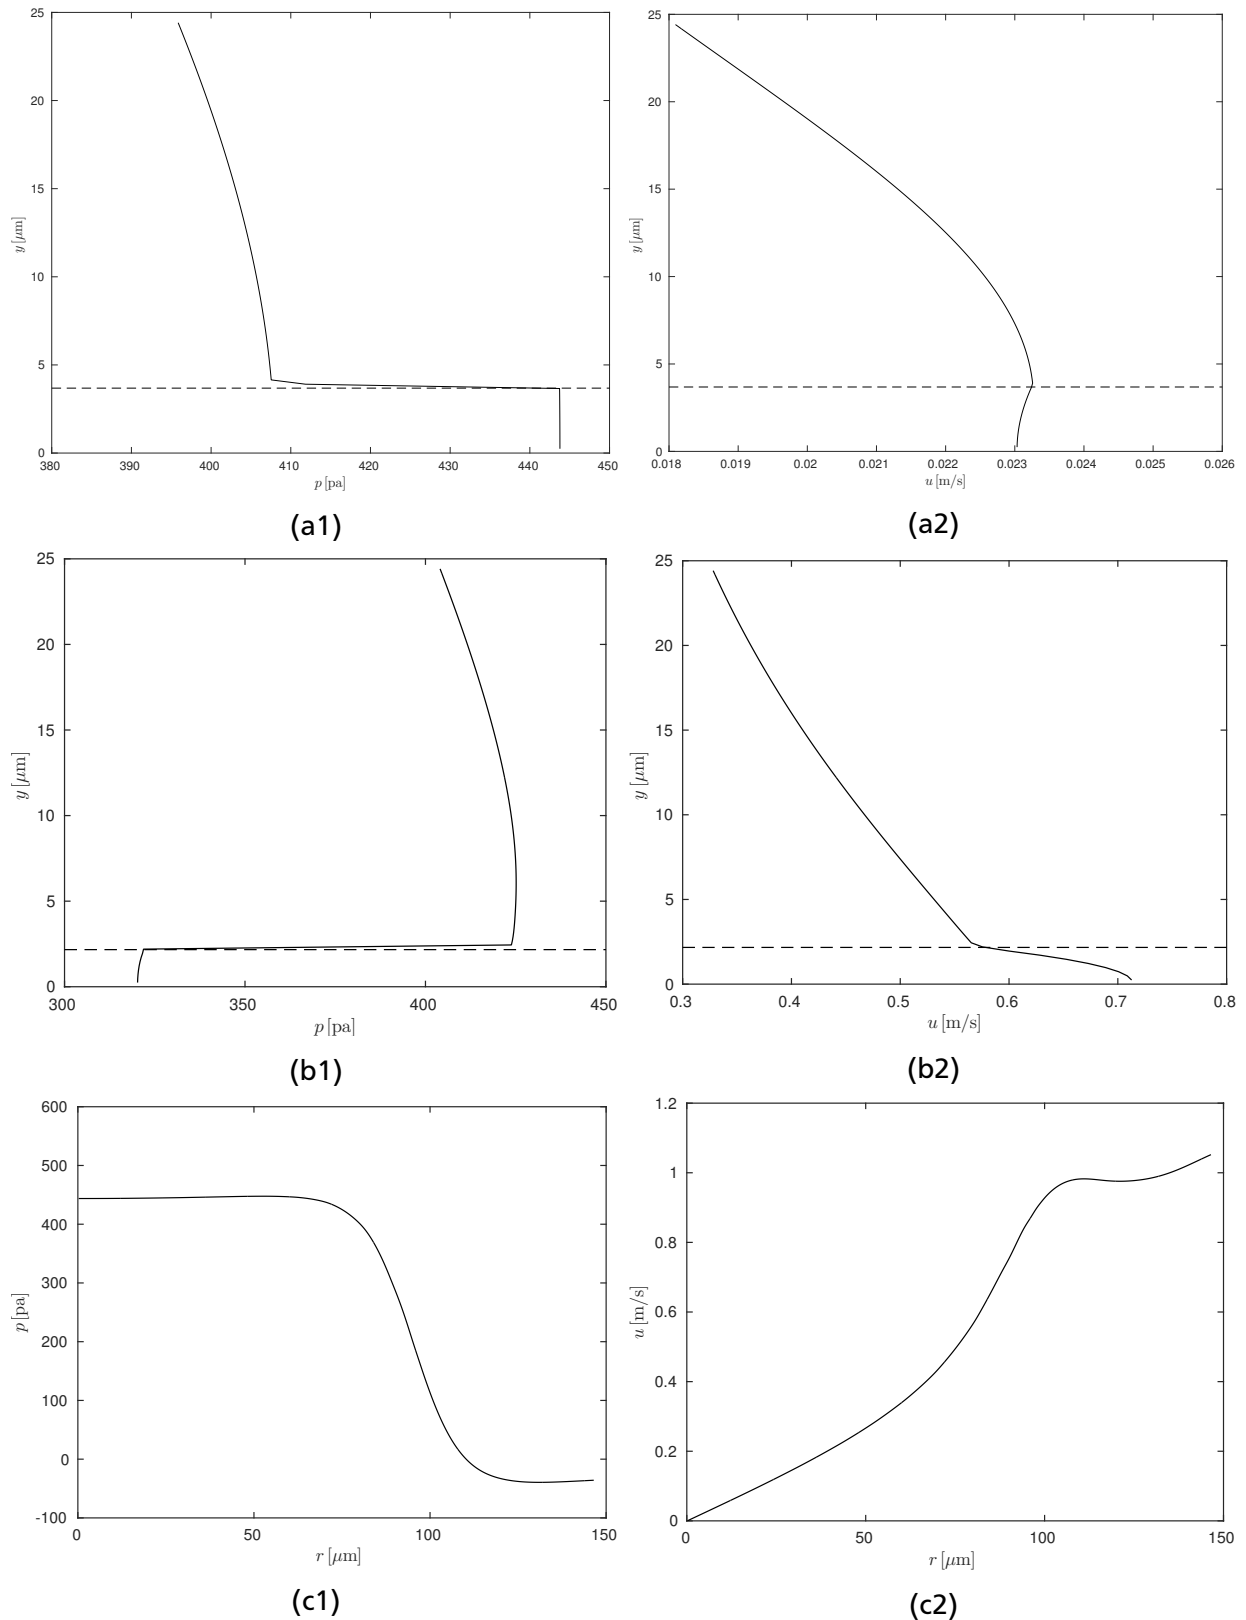 25
20
15
10
5
0
y [μm]
380 390 400 410 420 430 440 450
p [pa]
(a1)
25
20
15
10
5
0
y [μm]
0.018 0.019 0.02 0.021 0.022 0.023 0.024 0.025 0.026
u [m/s]
(a2)
25
20
15
10
5
0
y [μm]
300 350 400 450
p [pa]
(b1)
25
20
15
10
5
0
y [μm]
0.3 0.4 0.5 0.6 0.7 0.8
u [m/s]
(b2)
600
500
400
300
200
100
0
-100
p [pa]
0 50 100 150
r [μm]
(c1)
1.2
1
0.8
0.6
0.4
0.2
0
u [m/s]
0 50 100 150
r [μm]
(c2)